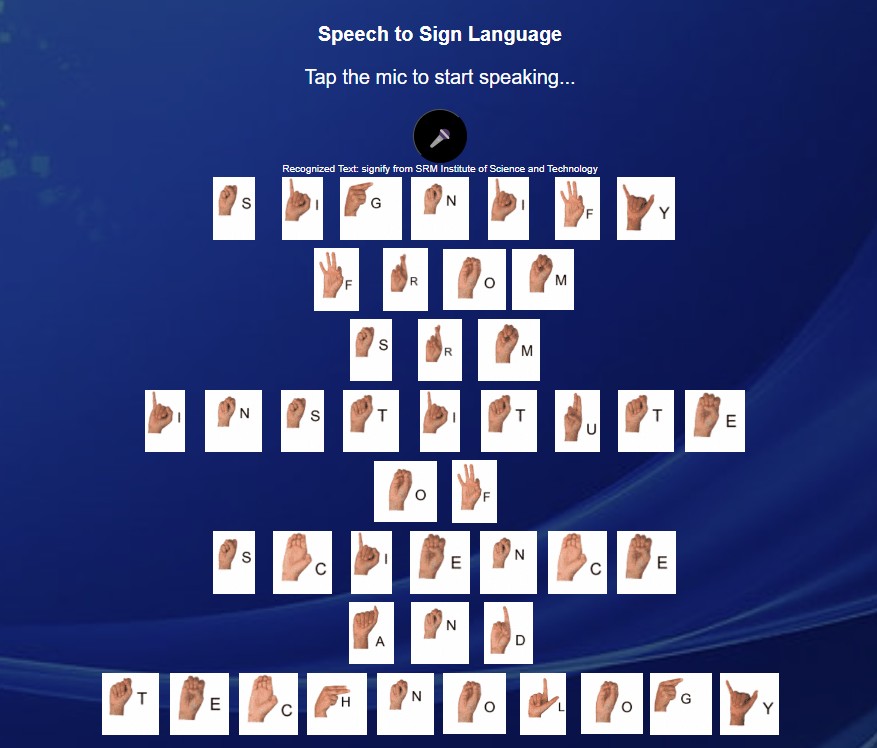 Speech to Sign Language
Tap the mic to start speaking...
Recognized Text: signify from SRM Institute of Science and Technology
S I G N I F Y
F R O M
S R M
I N S T I T U T E
O F
S C I E N C E
A N D
T E C H N O L O G Y